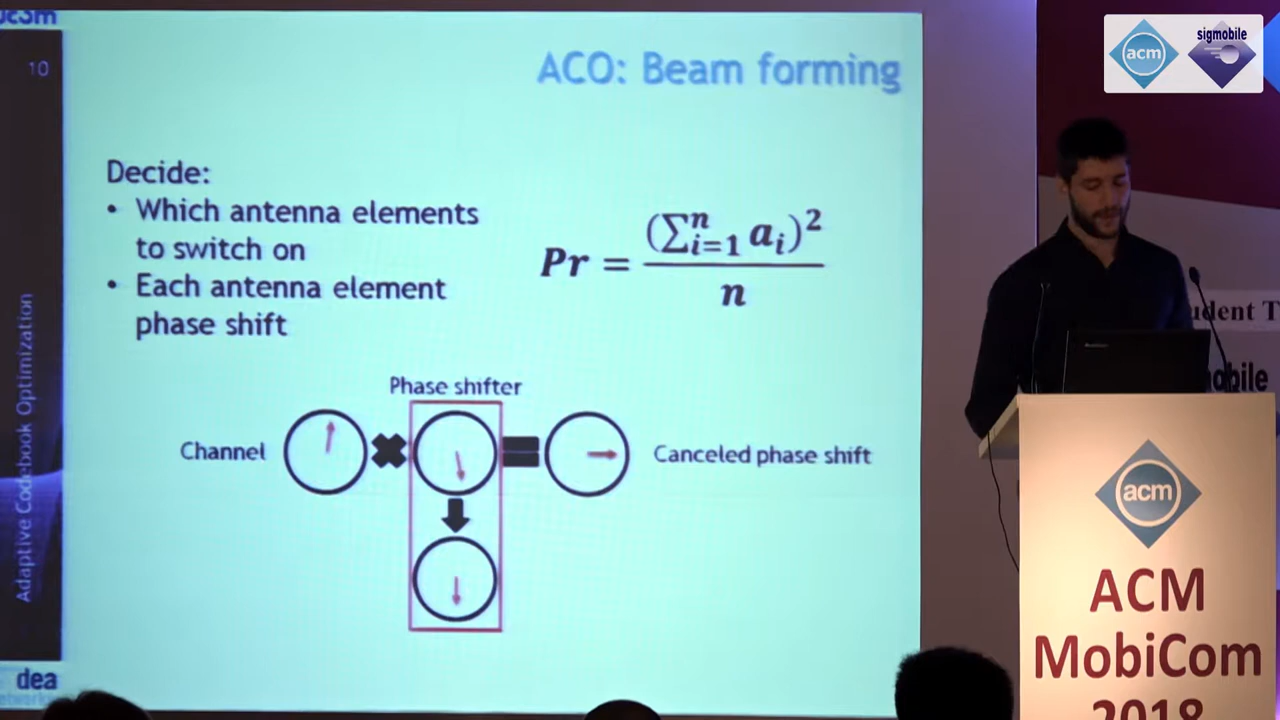 10
ACO: Beam forming
Decide:
• Which antenna elements
to switch on
• Each antenna element
phase shift
Pr = (∑ⁿᵢ₌₁ aᵢ)² / n
Phase shifter
Channel
Canceled phase shift
Adaptive Codebook Optimization
dea
acm
sigmobile
acm
ACM
MobiCom
2018